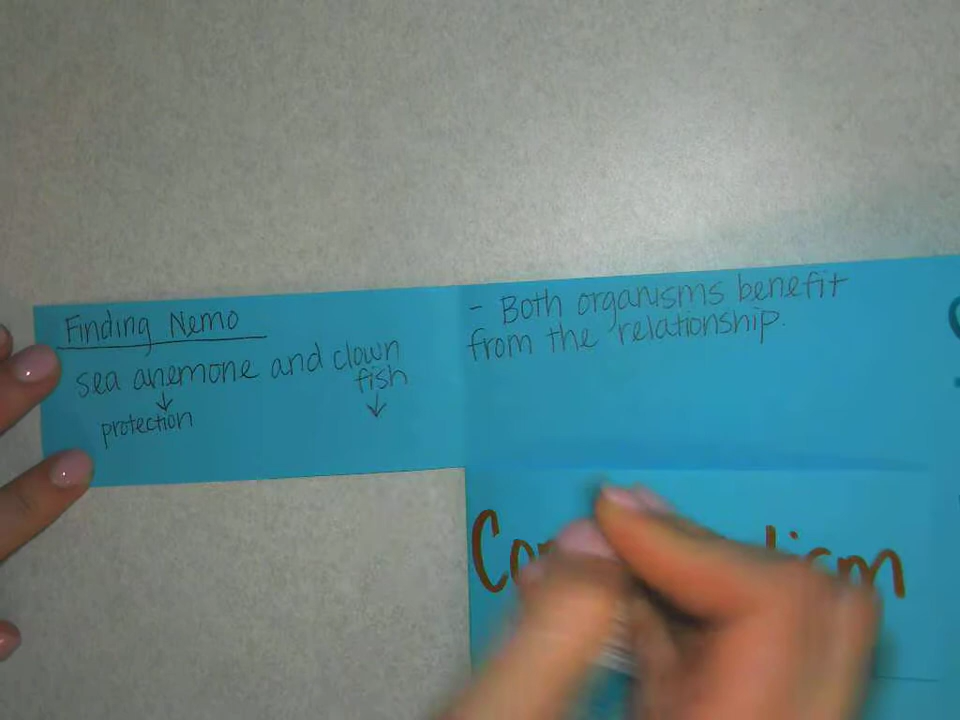 Finding Nemo
sea anemone and clown
fish
protection
- Both organisms benefit
from the relationship.